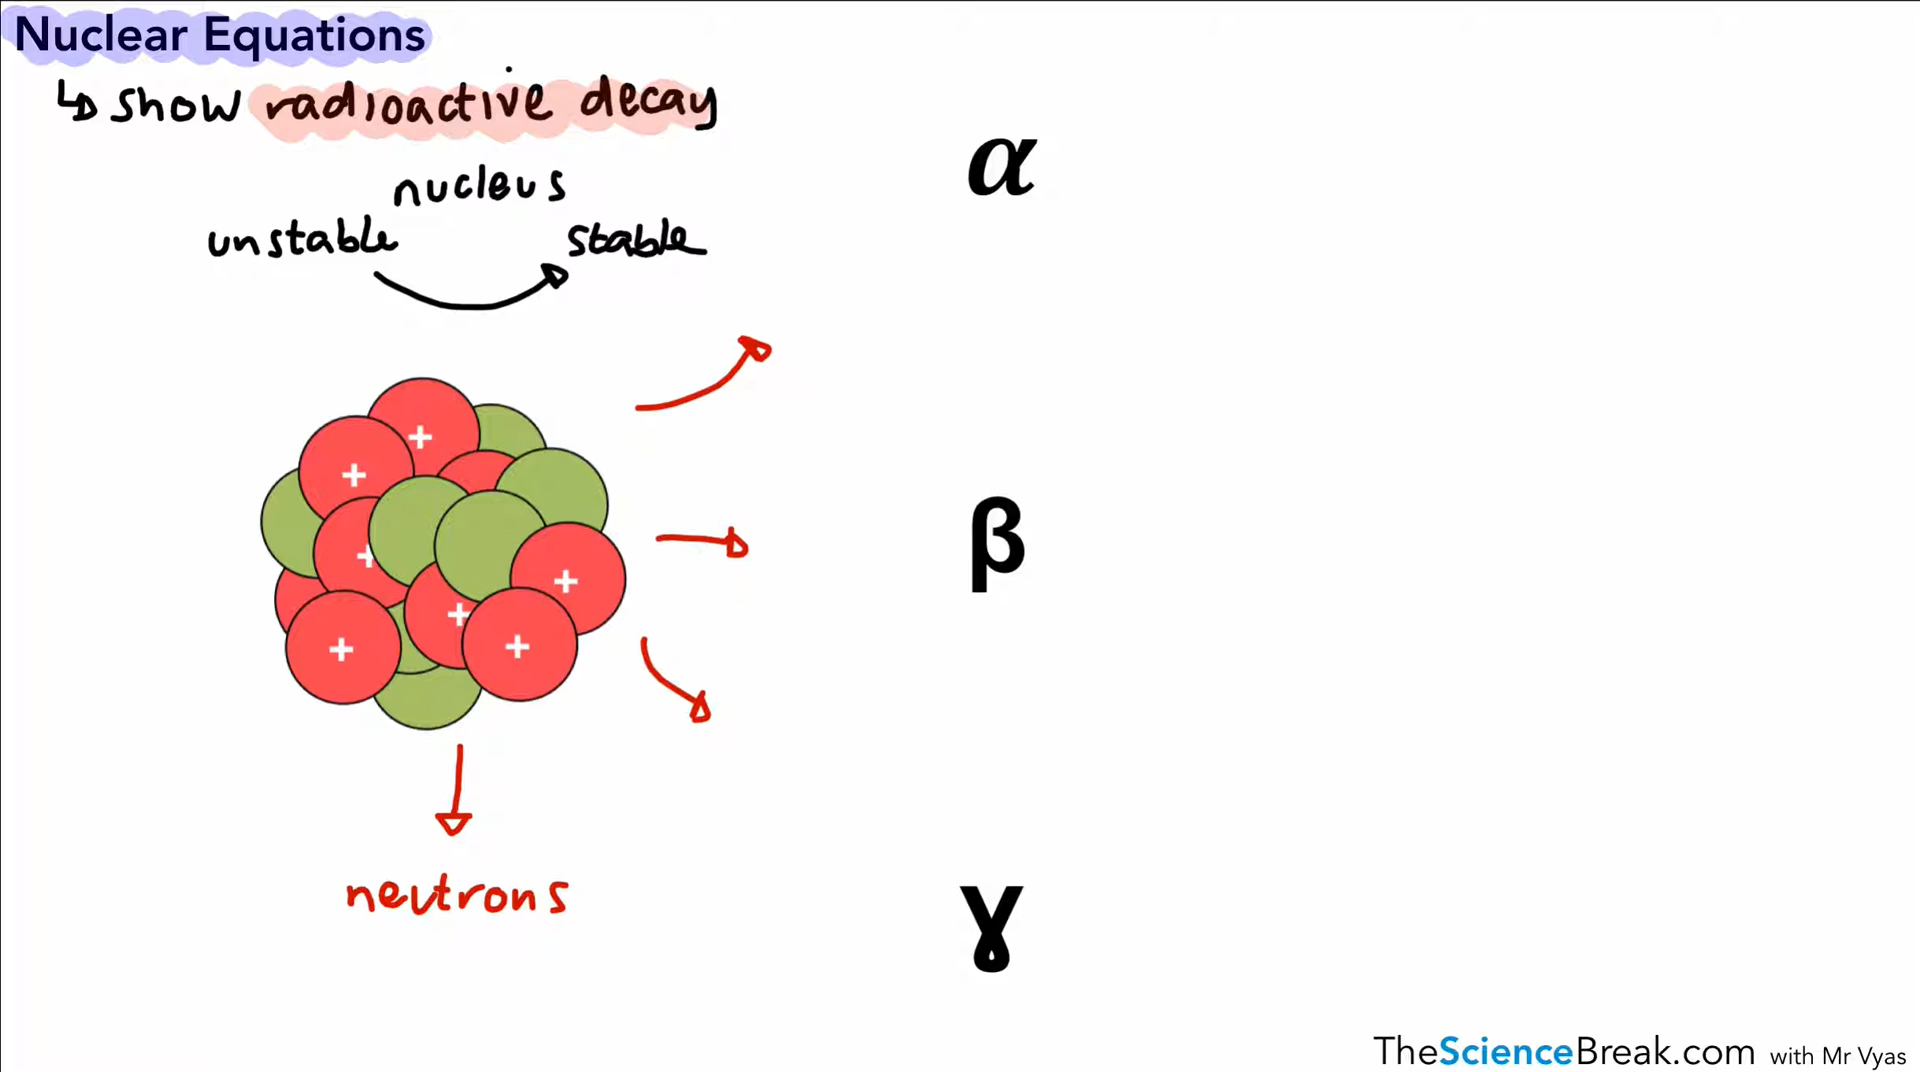 Nuclear Equations
↳ show radioactive decay
nucleus
unstable stable
α
+
+
+
β
+
+
+
+
neutrons
γ
TheScienceBreak.com with Mr Vyas